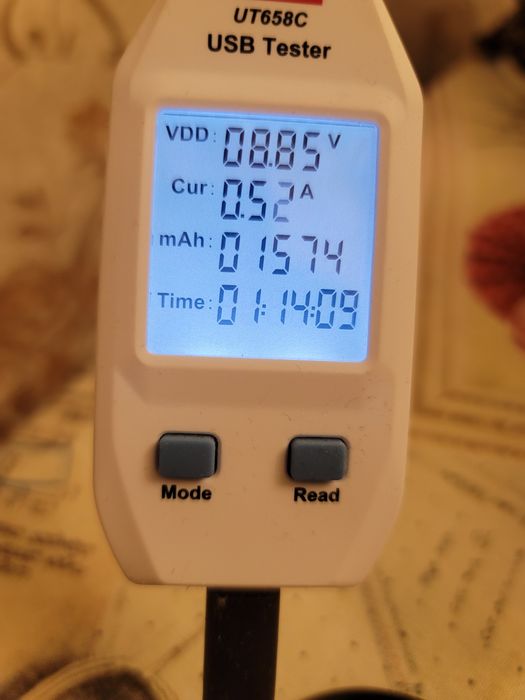 UT658C
USB Tester
VDD: 08.85 V
Cur: 0.52 A
mAh: 01574
Time: 01:14:09
Mode Read